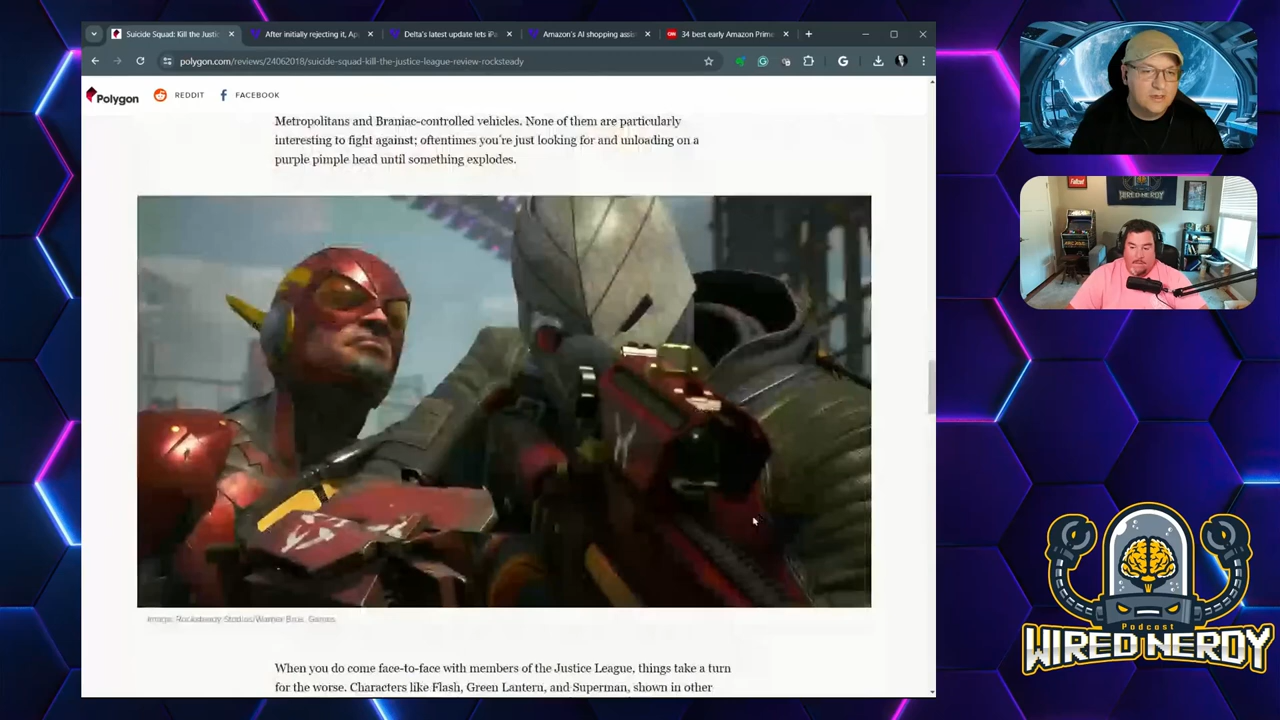 Suicide Squad: Kill the Justic
After initially rejecting it, Ap
Delta's latest update lets iPa
Amazon's AI shopping assis
34 best early Amazon Prime
polygon.com/reviews/24062018/suicide-squad-kill-the-justice-league-review-rocksteady
Polygon
REDDIT
FACEBOOK
Metropolitans and Braniac-controlled vehicles. None of them are particularly
interesting to fight against; oftentimes you're just looking for and unloading on a
purple pimple head until something explodes.
Image: Rocksteady Studios/Warner Bros. Games
When you do come face-to-face with members of the Justice League, things take a turn
for the worse. Characters like Flash, Green Lantern, and Superman, shown in other
Fallout
WIRED NERDY
ARCADE
Podcast
WIRED NERDY